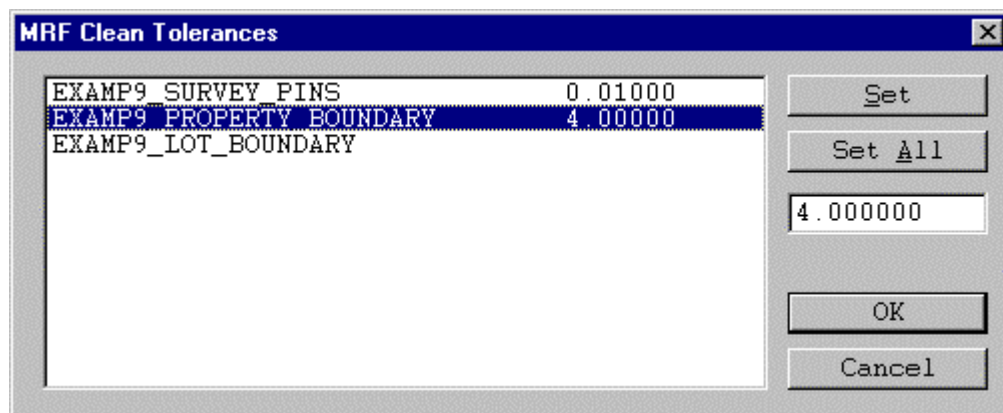 MRF Clean Tolerances
EXAMP9_SURVEY_PINS 0.01000
EXAMP9_PROPERTY_BOUNDARY 4.00000
EXAMP9_LOT_BOUNDARY
Set
Set All
4.000000
OK
Cancel